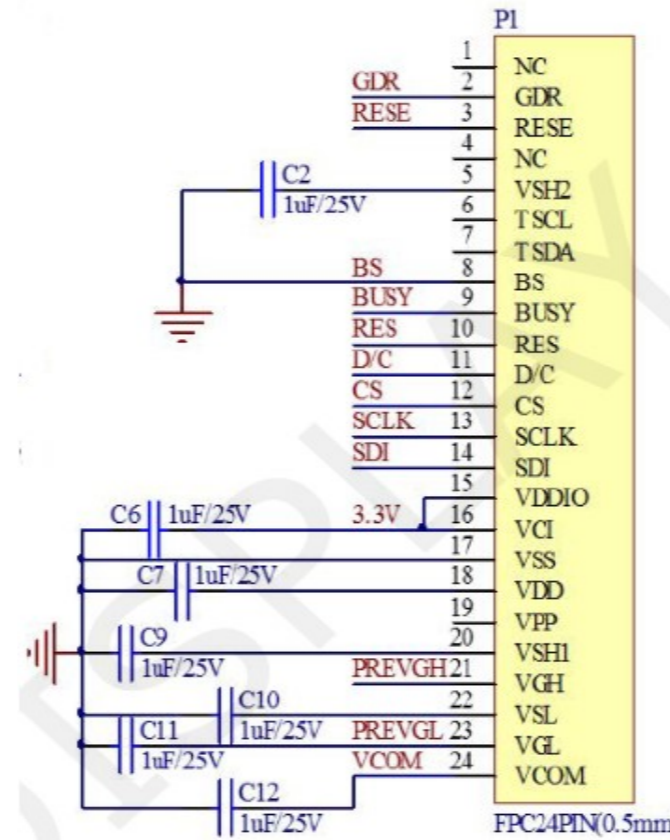 P1
1 NC
GDR 2 GDR
RESE 3 RESE
4 NC
C2 5 VSH2
1uF/25V
6 TSCL
7 TSDA
BS 8 BS
BUSY 9 BUSY
RES 10 RES
D/C 11 D/C
CS 12 CS
SCLK 13 SCLK
SDI 14 SDI
15 VDDIO
C6 1uF/25V 3.3V 16 VCI
17 VSS
C7 1uF/25V 18 VDD
19 VPP
C9 20 VSH1
1uF/25V PREVGH 21 VGH
C10 22 VSL
C11 1uF/25V PREVGL 23 VGL
1uF/25V VCOM 24 VCOM
C12
1uF/25V
FPC24PIN(0.5mm